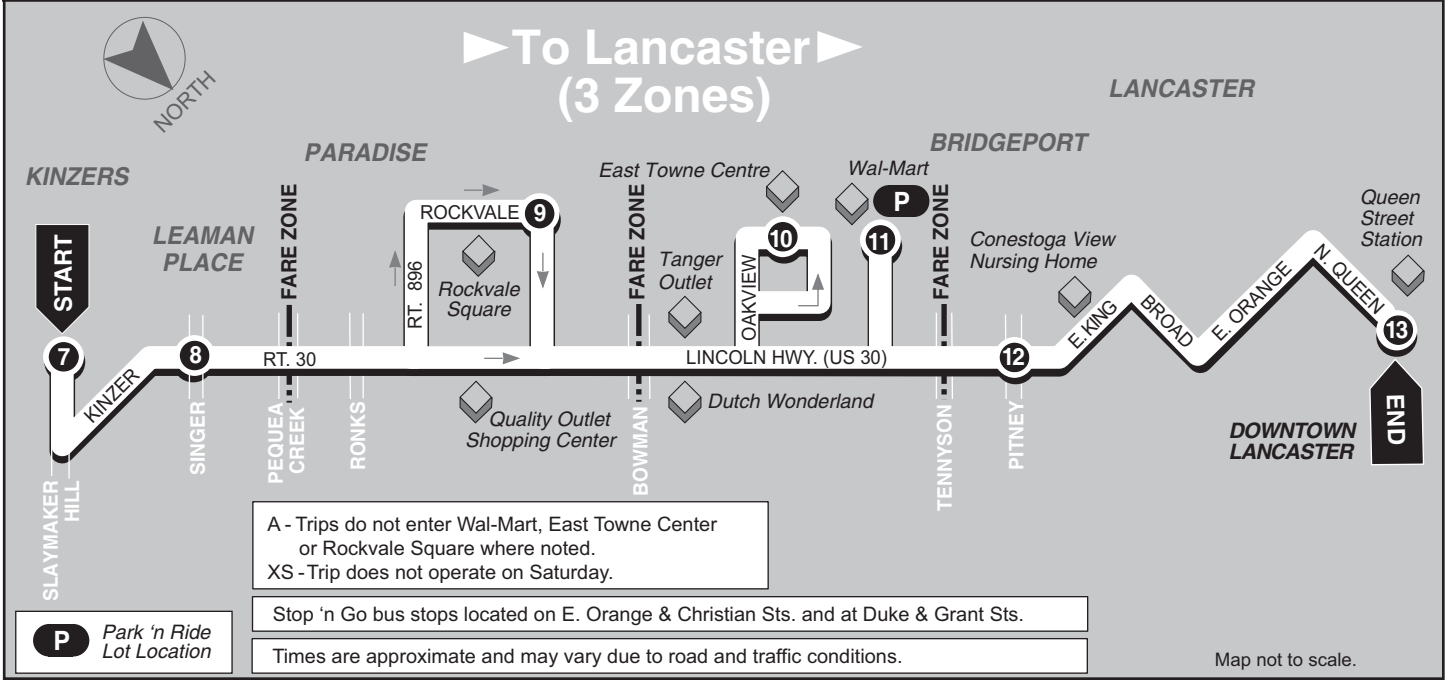 To Lancaster
(3 Zones)
NORTH
LANCASTER
BRIDGEPORT
PARADISE
KINZERS
LEAMAN
PLACE
START
FARE ZONE
ROCKVALE
9
RT. 896
Rockvale
Square
FARE ZONE
East Towne Centre
Tanger
Outlet
10
OAKVIEW
Wal-Mart
P
11
FARE ZONE
Conestoga View
Nursing Home
Queen
Street
Station
7
KINZER
8
RT. 30
LINCOLN HWY. (US 30)
12
E. KING
BROAD
E. ORANGE
N. QUEEN
13
END
DOWNTOWN
LANCASTER
SLAYMAKER
HILL
SINGER
PEQUEA
CREEK
RONKS
Quality Outlet
Shopping Center
BOWMAN
Dutch Wonderland
TENNYSON
PITNEY
A - Trips do not enter Wal-Mart, East Towne Center
or Rockvale Square where noted.
XS - Trip does not operate on Saturday.
Stop ’n Go bus stops located on E. Orange & Christian Sts. and at Duke & Grant Sts.
Times are approximate and may vary due to road and traffic conditions.
P
Park ’n Ride
Lot Location
Map not to scale.